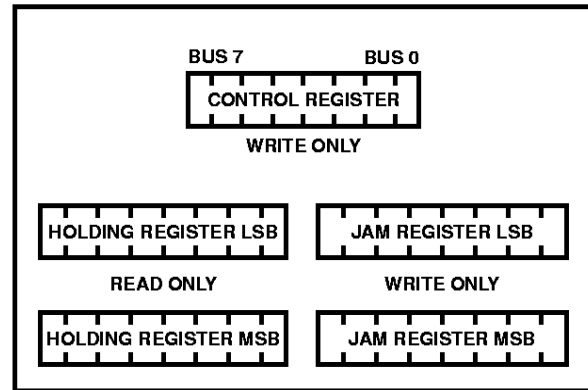 BUS 7 BUS 0
CONTROL REGISTER
WRITE ONLY
HOLDING REGISTER LSB JAM REGISTER LSB
READ ONLY WRITE ONLY
HOLDING REGISTER MSB JAM REGISTER MSB